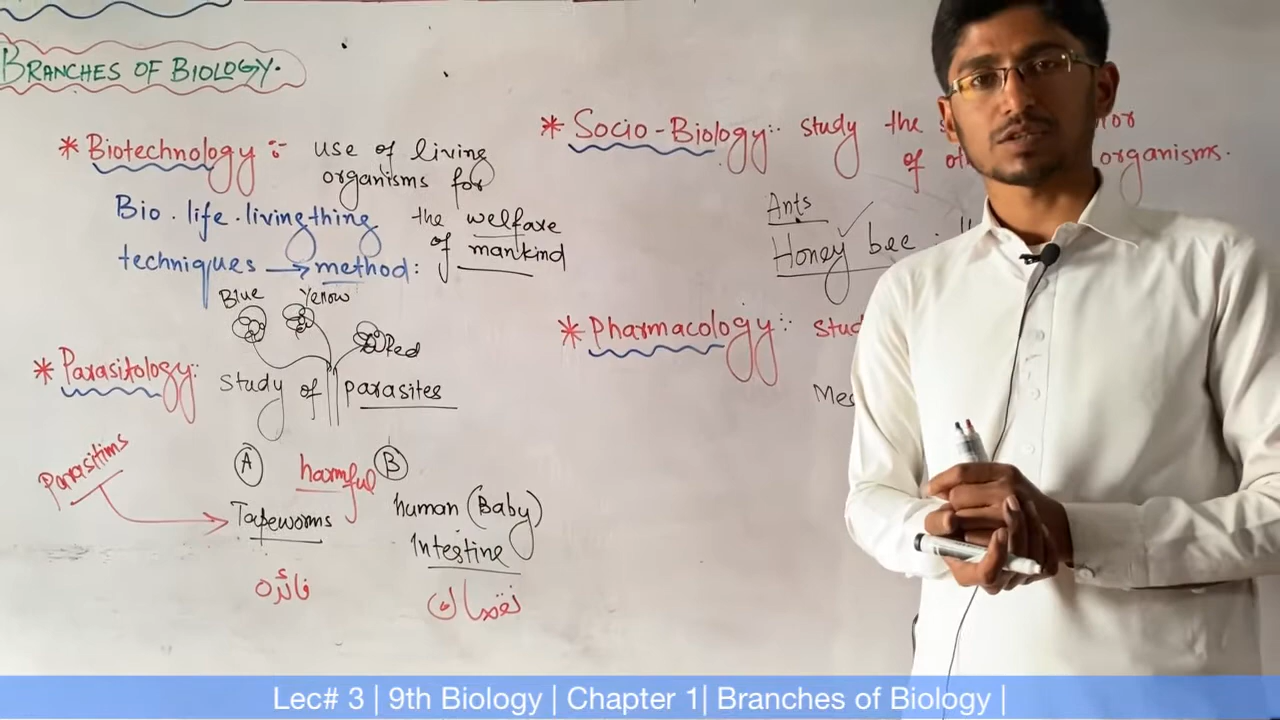 BRANCHES OF BIOLOGY.
* Biotechnology :- use of living
organisms for
the welfare
of mankind
Bio . life . living thing
techniques → method:
Blue Yellow Red
* Parasitology: study of parasites
Parasitims
A harmful B
Tapeworms
human (Baby)
Intestine
فائدہ
نقصان
* Socio-Biology:- study the
of organisms.
Ants
Honey bee .
* Pharmacology:-
Lec# 3 | 9th Biology | Chapter 1| Branches of Biology |